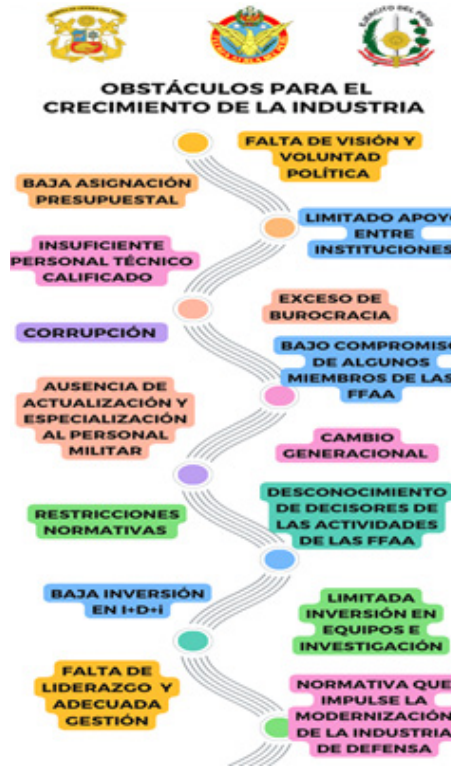 EJÉRCITO DEL PERÚ
OBSTÁCULOS PARA EL
CRECIMIENTO DE LA INDUSTRIA
FALTA DE VISIÓN Y
VOLUNTAD
POLÍTICA
BAJA ASIGNACIÓN
PRESUPUESTAL
LIMITADO APOYO
ENTRE
INSTITUCIONES
INSUFICIENTE
PERSONAL TÉCNICO
CALIFICADO
EXCESO DE
BUROCRACIA
CORRUPCIÓN
BAJO COMPROMISO
DE ALGUNOS
MIEMBROS DE LAS
FFAA
AUSENCIA DE
ACTUALIZACIÓN Y
ESPECIALIZACIÓN
AL PERSONAL
MILITAR
CAMBIO
GENERACIONAL
DESCONOCIMIENTO
DE DECISORES DE
LAS ACTIVIDADES
DE LAS FFAA
RESTRICCIONES
NORMATIVAS
BAJA INVERSIÓN
EN I+D+i
LIMITADA
INVERSIÓN EN
EQUIPOS E
INVESTIGACIÓN
FALTA DE
LIDERAZGO Y
ADECUADA
GESTIÓN
NORMATIVA QUE
IMPULSE LA
MODERNIZACIÓN
DE LA INDUSTRIA
DE DEFENSA